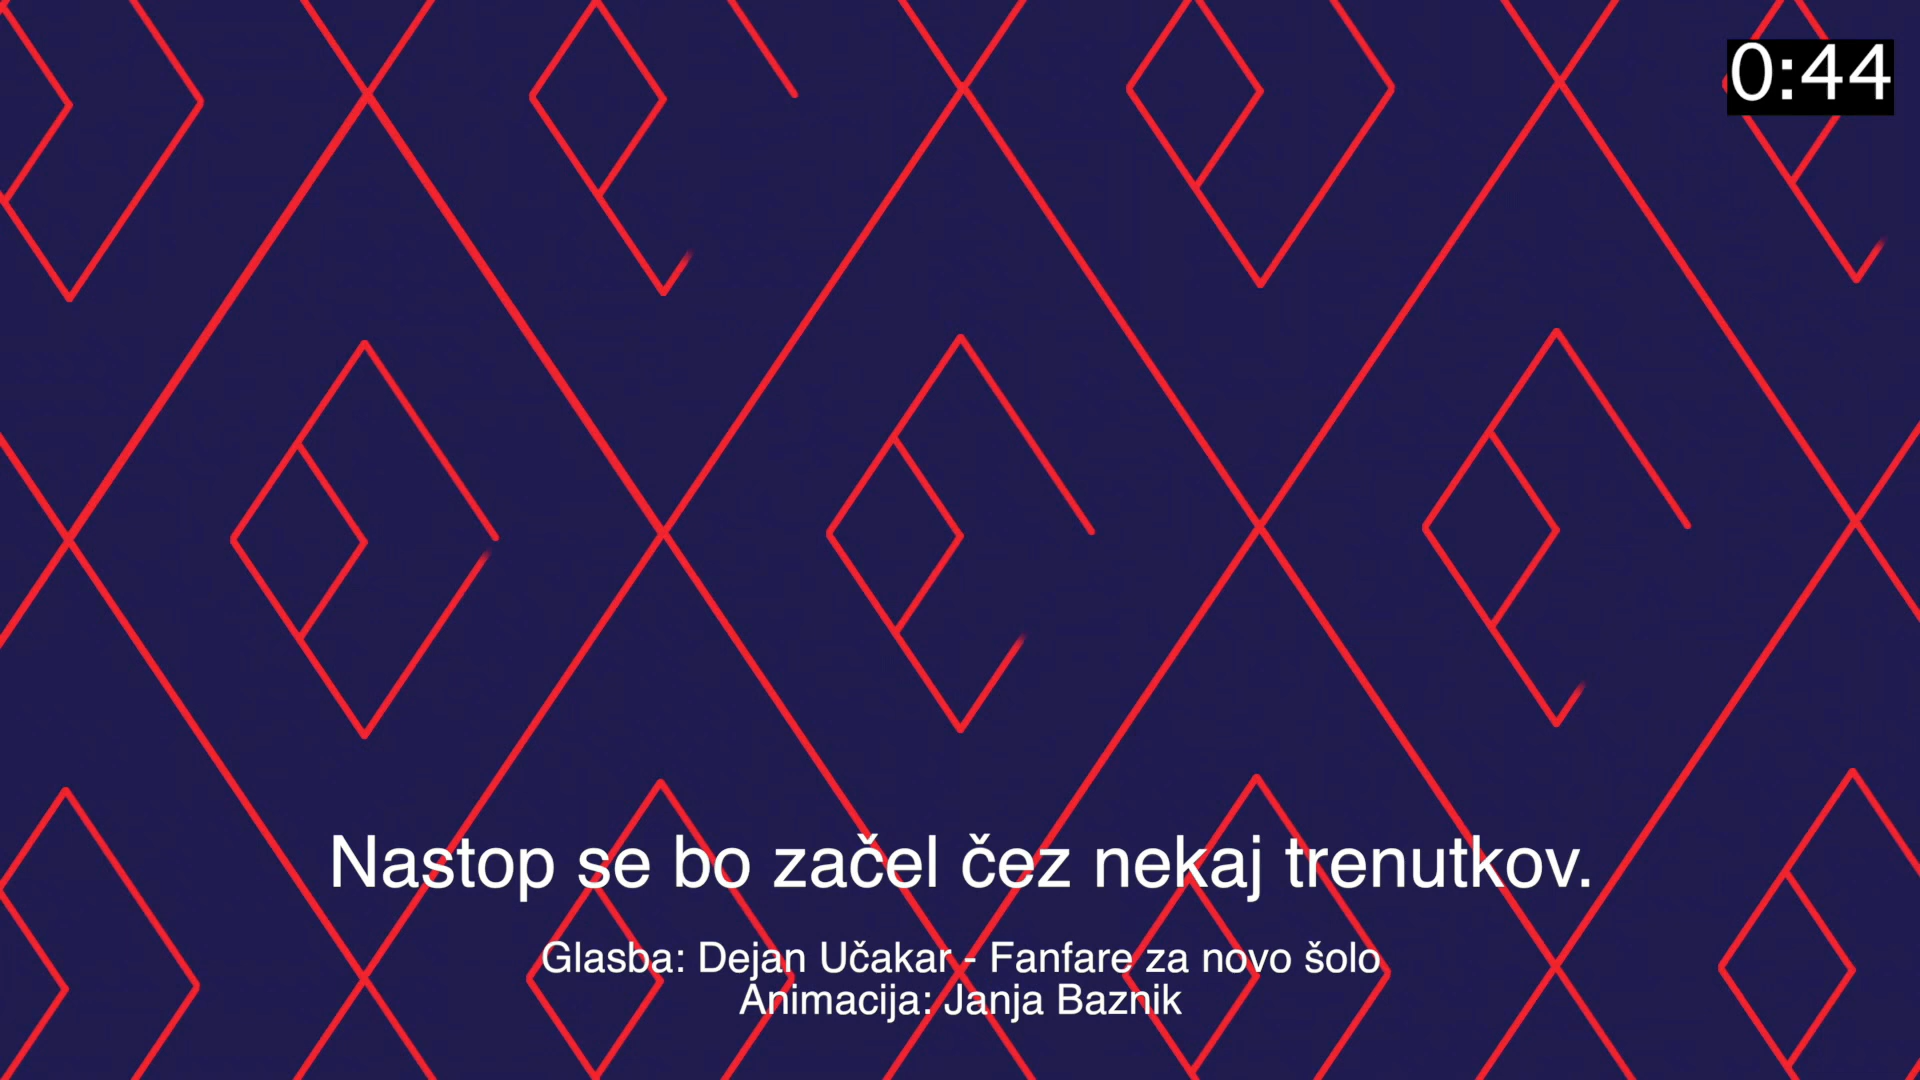 0:44
Nastop se bo začel čez nekaj trenutkov.
Glasba: Dejan Učakar - Fanfare za novo šolo
Animacija: Janja Baznik